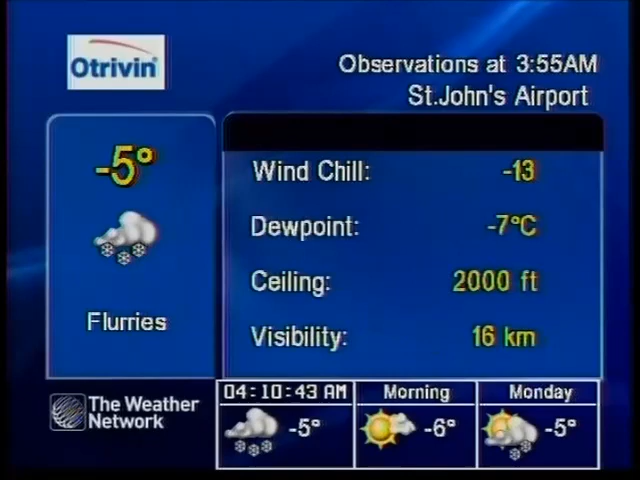 Otrivin
Observations at 3:55AM
St.John's Airport
-5°
Flurries
Wind Chill: -13
Dewpoint: -7°C
Ceiling: 2000 ft
Visibility: 16 km
The Weather
Network
04:10:43 AM
-5°
Morning
-6°
Monday
-5°